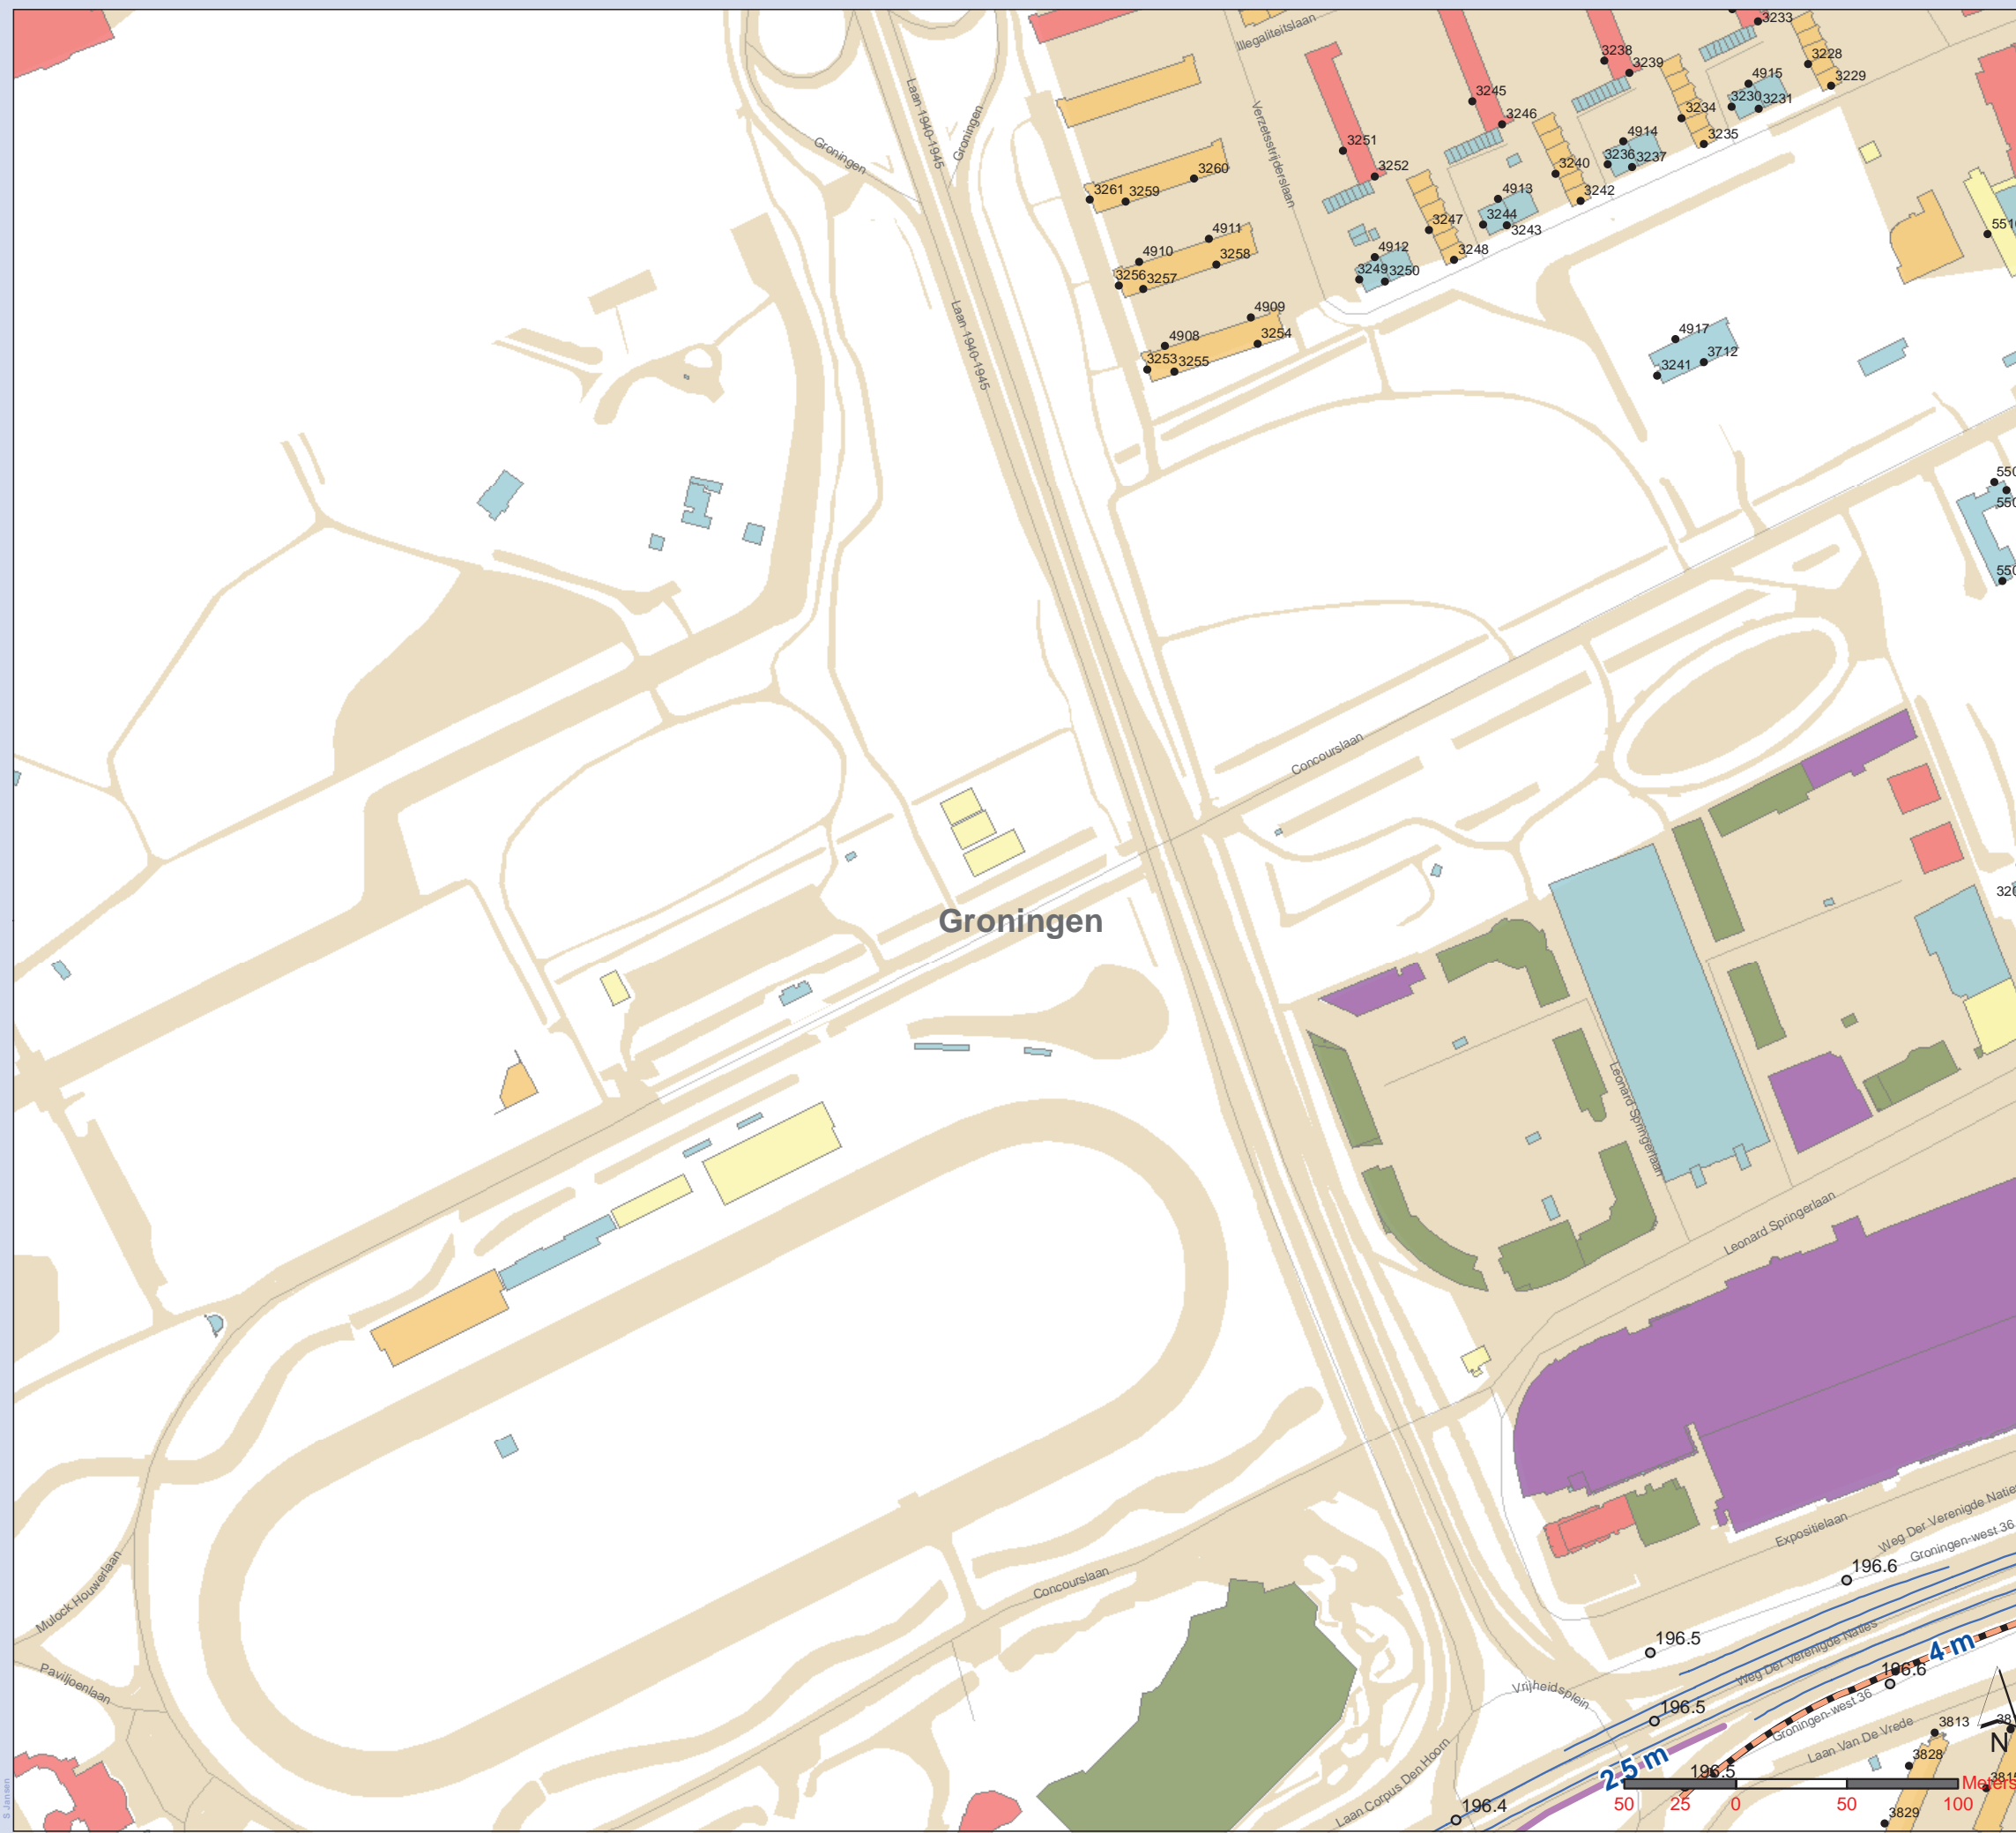 3233
Illegaliteitslaan
3238
3239
3228
3229
4915
3230
3231
Laan 1940-1945
Groningen
Groningen
Verzetsstrijderslaan
3245
3246
3234
3235
3251
3252
4914
3236
3237
3240
3242
3260
3261
3259
4913
3244
3243
3247
3248
4911
4910
3258
3256
3257
4912
3249
3250
Laan 1940-1945
4909
4908
3254
3253
3255
4917
3241
3712
Concourslaan
Groningen
Leonard Springerlaan
Leonard Springerlaan
Expositielaan
Weg Der Verenigde Naties
Groningen-west 36
196.6
Mulock Houwerlaan
Concourslaan
196.5
Weg Der Verenigde Naties
4 m
196.6
Paviljoenlaan
Vrijheidsplein
196.5
Groningen-west 36
Laan Van De Vrede
3813
3828
N
2.5 m
196.5
Meters
3815
50 25 0 50 100
Laan Corpus Den Hoorn
196.4
3829
S Jansen